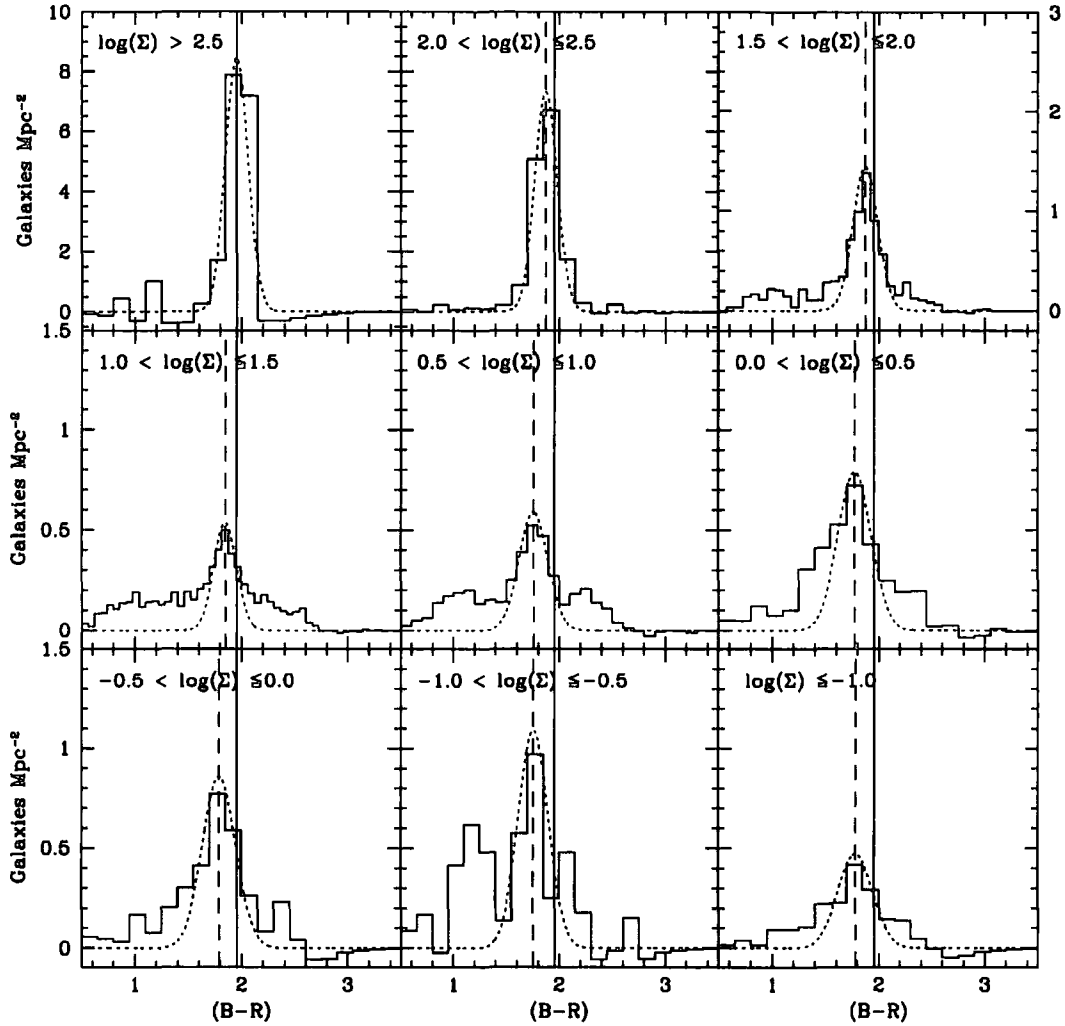 log(Σ) > 2.5
2.0 < log(Σ) ≤2.5
1.5 < log(Σ) ≤2.0
10
8
6
4
2
0
3
2
1
0
Galaxies Mpc⁻²
1.0 < log(Σ) ≤1.5
0.5 < log(Σ) ≤1.0
0.0 < log(Σ) ≤0.5
1.5
1
0.5
0
Galaxies Mpc⁻²
-0.5 < log(Σ) ≤0.0
-1.0 < log(Σ) ≤-0.5
log(Σ) ≤-1.0
1.5
1
0.5
0
Galaxies Mpc⁻²
1 2 3
1 2 3
1 2 3
(B-R)
(B-R)
(B-R)